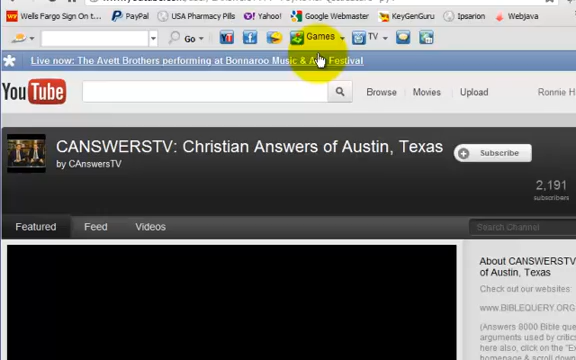 Wells Fargo Sign On t... PayPal USA Pharmacy Pills Yahoo! Google Webmaster KeyGenGuru Ipsarion Webjava
Go Games TV
Live now: The Avett Brothers performing at Bonnaroo Music & Festival
YouTube Browse Movies Upload Ronnie H
CANSWERSTV: Christian Answers of Austin, Texas
by CAnswersTV
Subscribe
2,191
subscribers
Featured Feed Videos Search Channel
About CANSWERSTV
of Austin, Texas
Check out our websites:
www.BIBLEQUERY.ORG
(Answers 8000 Bible que
arguments used by critic
here also, click on the "E
homepage & scroll down